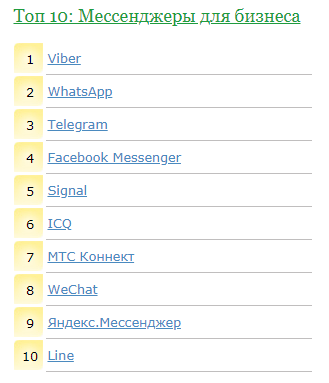 Топ 10: Мессенджеры для бизнеса
1 Viber
2 WhatsApp
3 Telegram
4 Facebook Messenger
5 Signal
6 ICQ
7 МТС Коннект
8 WeChat
9 Яндекс.Мессенджер
10 Line